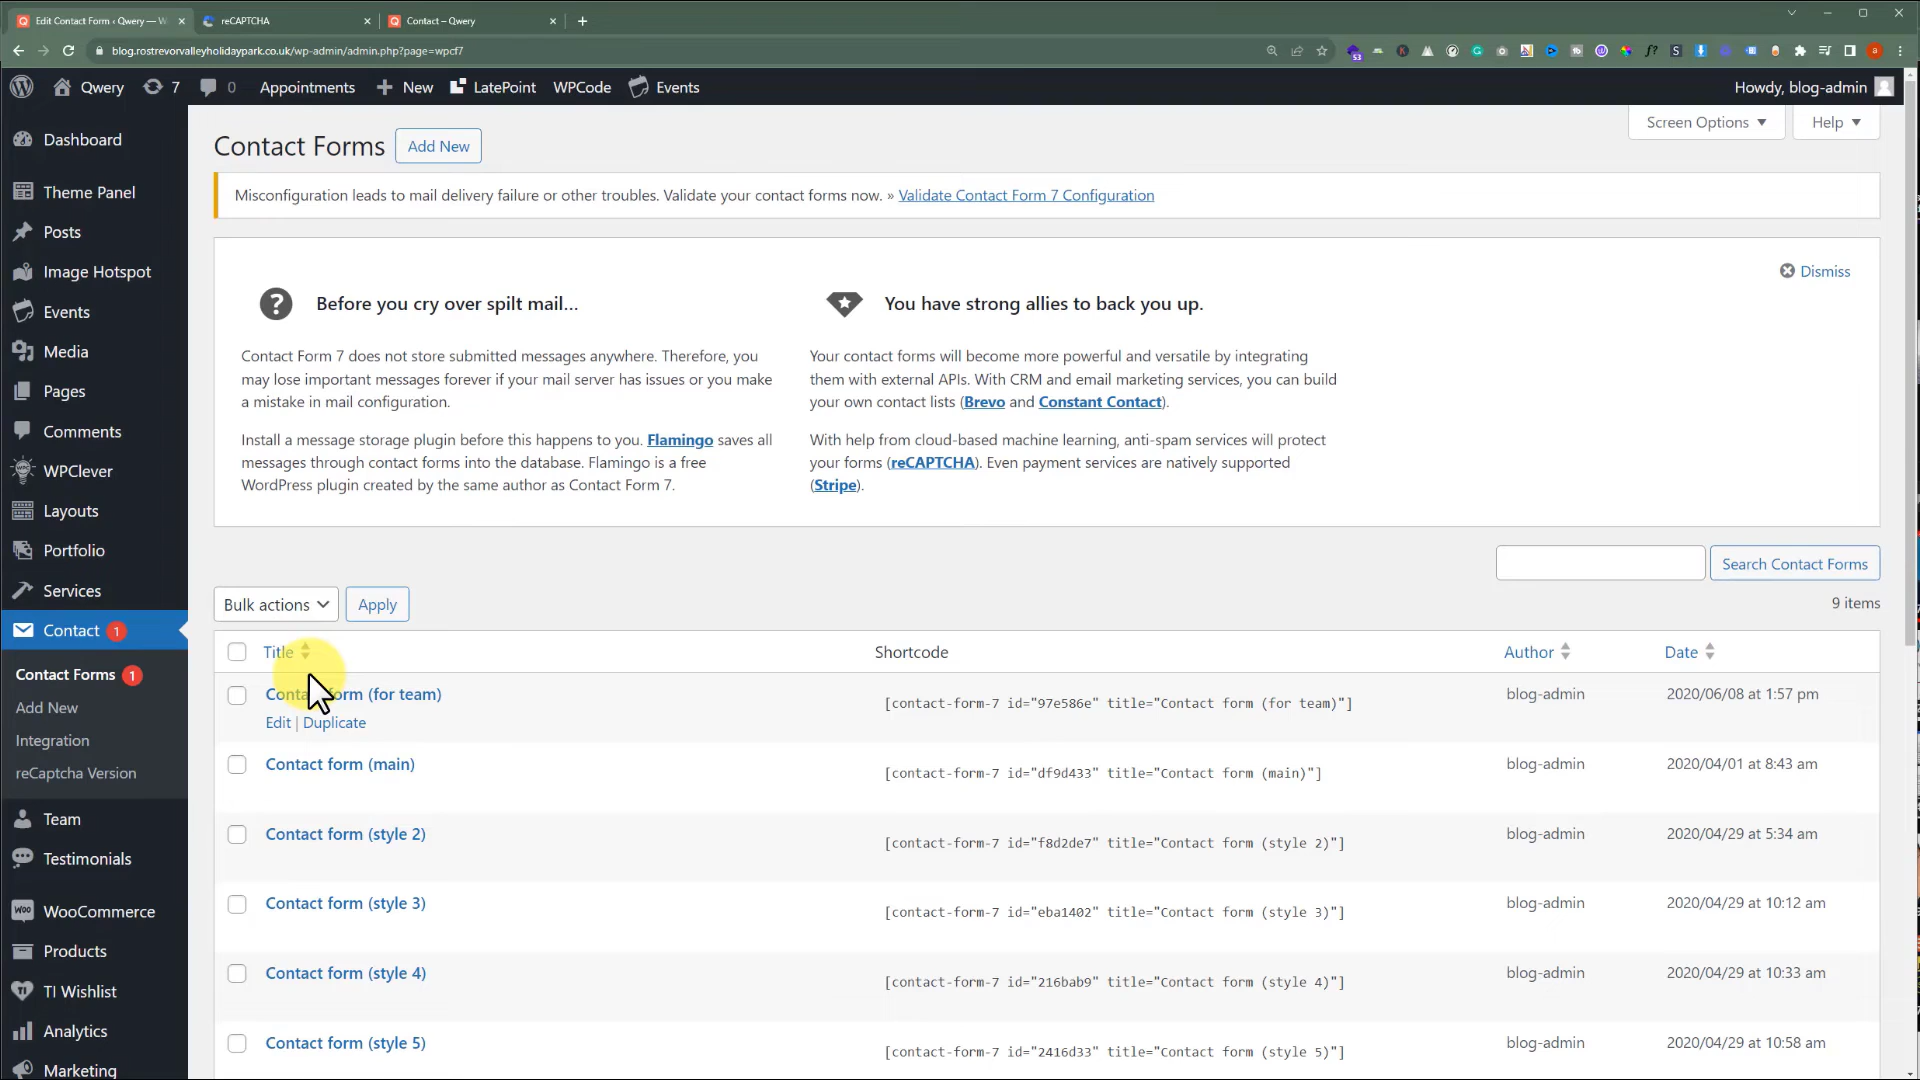 Edit Contact Form ‹ Qwery — W
reCAPTCHA
Contact – Qwery
blog.rostrevorvalleyholidaypark.co.uk/wp-admin/admin.php?page=wpcf7
53
Qwery
7
0
Appointments
New
LatePoint
WPCode
Events
Howdy, blog-admin
Dashboard
Theme Panel
Posts
Image Hotspot
Events
Media
Pages
Comments
WPClever
Layouts
Portfolio
Services
Contact 1
Contact Forms 1
Add New
Integration
reCaptcha Version
Team
Testimonials
WooCommerce
Products
TI Wishlist
Analytics
Marketing
Screen Options
Help
Contact Forms
Add New
Misconfiguration leads to mail delivery failure or other troubles. Validate your contact forms now. » Validate Contact Form 7 Configuration
Dismiss
Before you cry over spilt mail…
Contact Form 7 does not store submitted messages anywhere. Therefore, you
may lose important messages forever if your mail server has issues or you make
a mistake in mail configuration.
Install a message storage plugin before this happens to you. Flamingo saves all
messages through contact forms into the database. Flamingo is a free
WordPress plugin created by the same author as Contact Form 7.
You have strong allies to back you up.
Your contact forms will become more powerful and versatile by integrating
them with external APIs. With CRM and email marketing services, you can build
your own contact lists (Brevo and Constant Contact).
With help from cloud-based machine learning, anti-spam services will protect
your forms (reCAPTCHA). Even payment services are natively supported
(Stripe).
Search Contact Forms
Bulk actions
Apply
9 items
Title Shortcode Author Date
Contact form (for team) [contact-form-7 id="97e586e" title="Contact form (for team)"] blog-admin 2020/06/08 at 1:57 pm
Edit | Duplicate
Contact form (main) [contact-form-7 id="df9d433" title="Contact form (main)"] blog-admin 2020/04/01 at 8:43 am
Contact form (style 2) [contact-form-7 id="f8d2de7" title="Contact form (style 2)"] blog-admin 2020/04/29 at 5:34 am
Contact form (style 3) [contact-form-7 id="eba1402" title="Contact form (style 3)"] blog-admin 2020/04/29 at 10:12 am
Contact form (style 4) [contact-form-7 id="216bab9" title="Contact form (style 4)"] blog-admin 2020/04/29 at 10:33 am
Contact form (style 5) [contact-form-7 id="2416d33" title="Contact form (style 5)"] blog-admin 2020/04/29 at 10:58 am